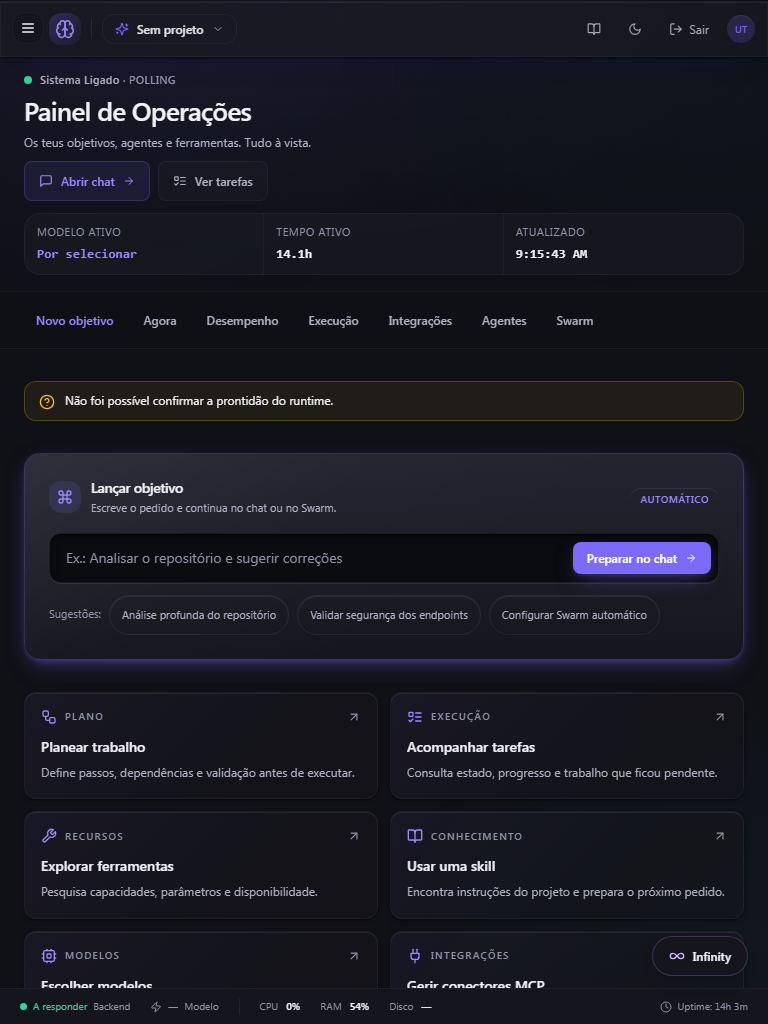 Sem projeto
Sair
UT
Sistema Ligado · POLLING
Painel de Operações
Os teus objetivos, agentes e ferramentas. Tudo à vista.
Abrir chat
Ver tarefas
MODELO ATIVO
Por selecionar
TEMPO ATIVO
14.1h
ATUALIZADO
9:15:43 AM
Novo objetivo
Agora
Desempenho
Execução
Integrações
Agentes
Swarm
Não foi possível confirmar a prontidão do runtime.
Lançar objetivo
Escreve o pedido e continua no chat ou no Swarm.
AUTOMÁTICO
Ex.: Analisar o repositório e sugerir correções
Preparar no chat
Sugestões:
Análise profunda do repositório
Validar segurança dos endpoints
Configurar Swarm automático
PLANO
Planear trabalho
Define passos, dependências e validação antes de executar.
EXECUÇÃO
Acompanhar tarefas
Consulta estado, progresso e trabalho que ficou pendente.
RECURSOS
Explorar ferramentas
Pesquisa capacidades, parâmetros e disponibilidade.
CONHECIMENTO
Usar uma skill
Encontra instruções do projeto e prepara o próximo pedido.
MODELOS
Escolher modelos
INTEGRAÇÕES
Gerir conectores MCP
Infinity
A responder Backend
— Modelo
CPU 0%
RAM 54%
Disco —
Uptime: 14h 3m